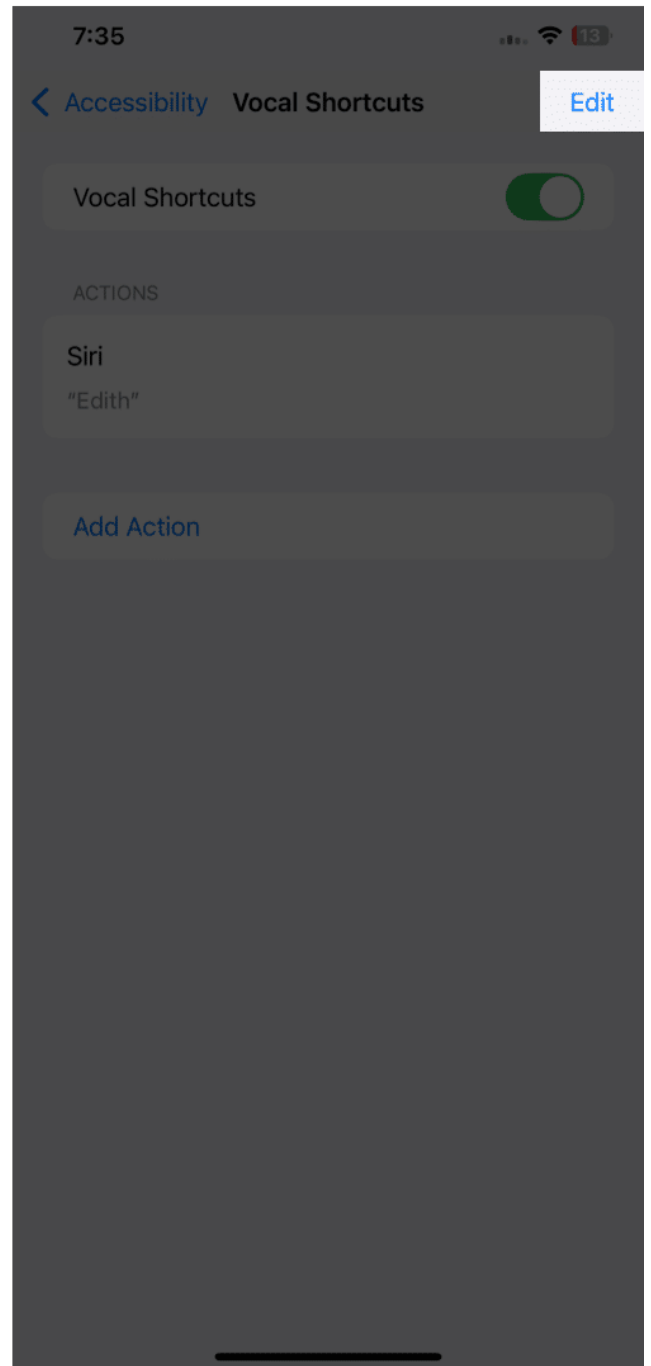 7:35 13
Accessibility Vocal Shortcuts Edit
Vocal Shortcuts
ACTIONS
Siri
“Edith”
Add Action